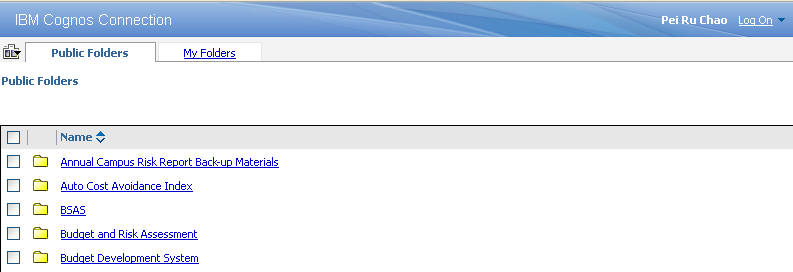 IBM Cognos Connection Pei Ru Chao Log On
Public Folders My Folders
Public Folders
Name
Annual Campus Risk Report Back-up Materials
Auto Cost Avoidance Index
BSAS
Budget and Risk Assessment
Budget Development System